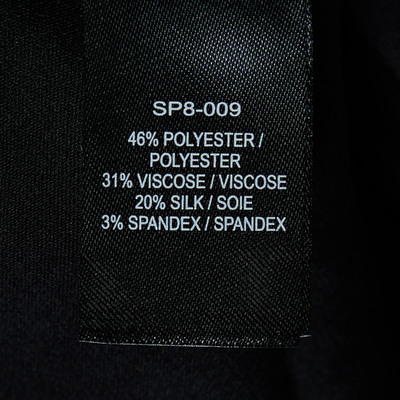 SP8-009
46% POLYESTER /
POLYESTER
31% VISCOSE / VISCOSE
20% SILK / SOIE
3% SPANDEX / SPANDEX